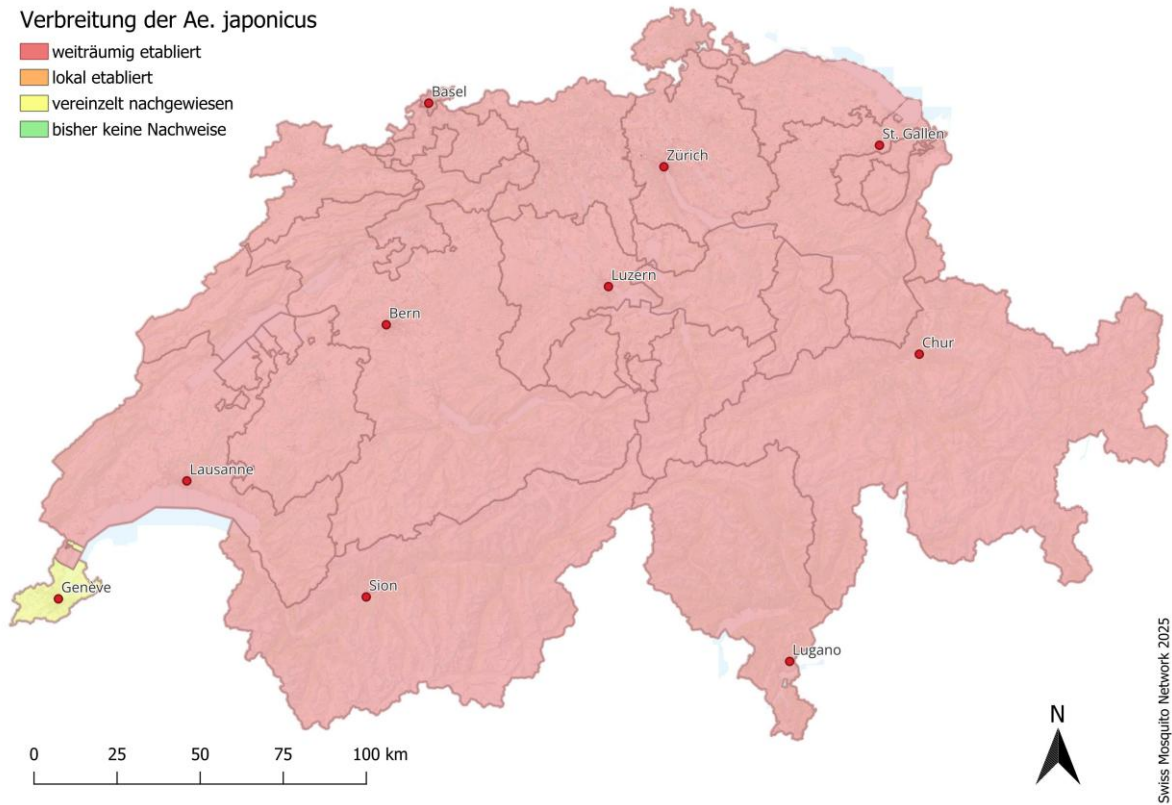 Verbreitung der Ae. japonicus
weiträumig etabliert
lokal etabliert
vereinzelt nachgewiesen
bisher keine Nachweise
Basel
St. Gallen
Zürich
Luzern
Bern
Chur
Lausanne
Genève
Sion
Lugano
N
0 25 50 75 100 km
Swiss Mosquito Network 2025